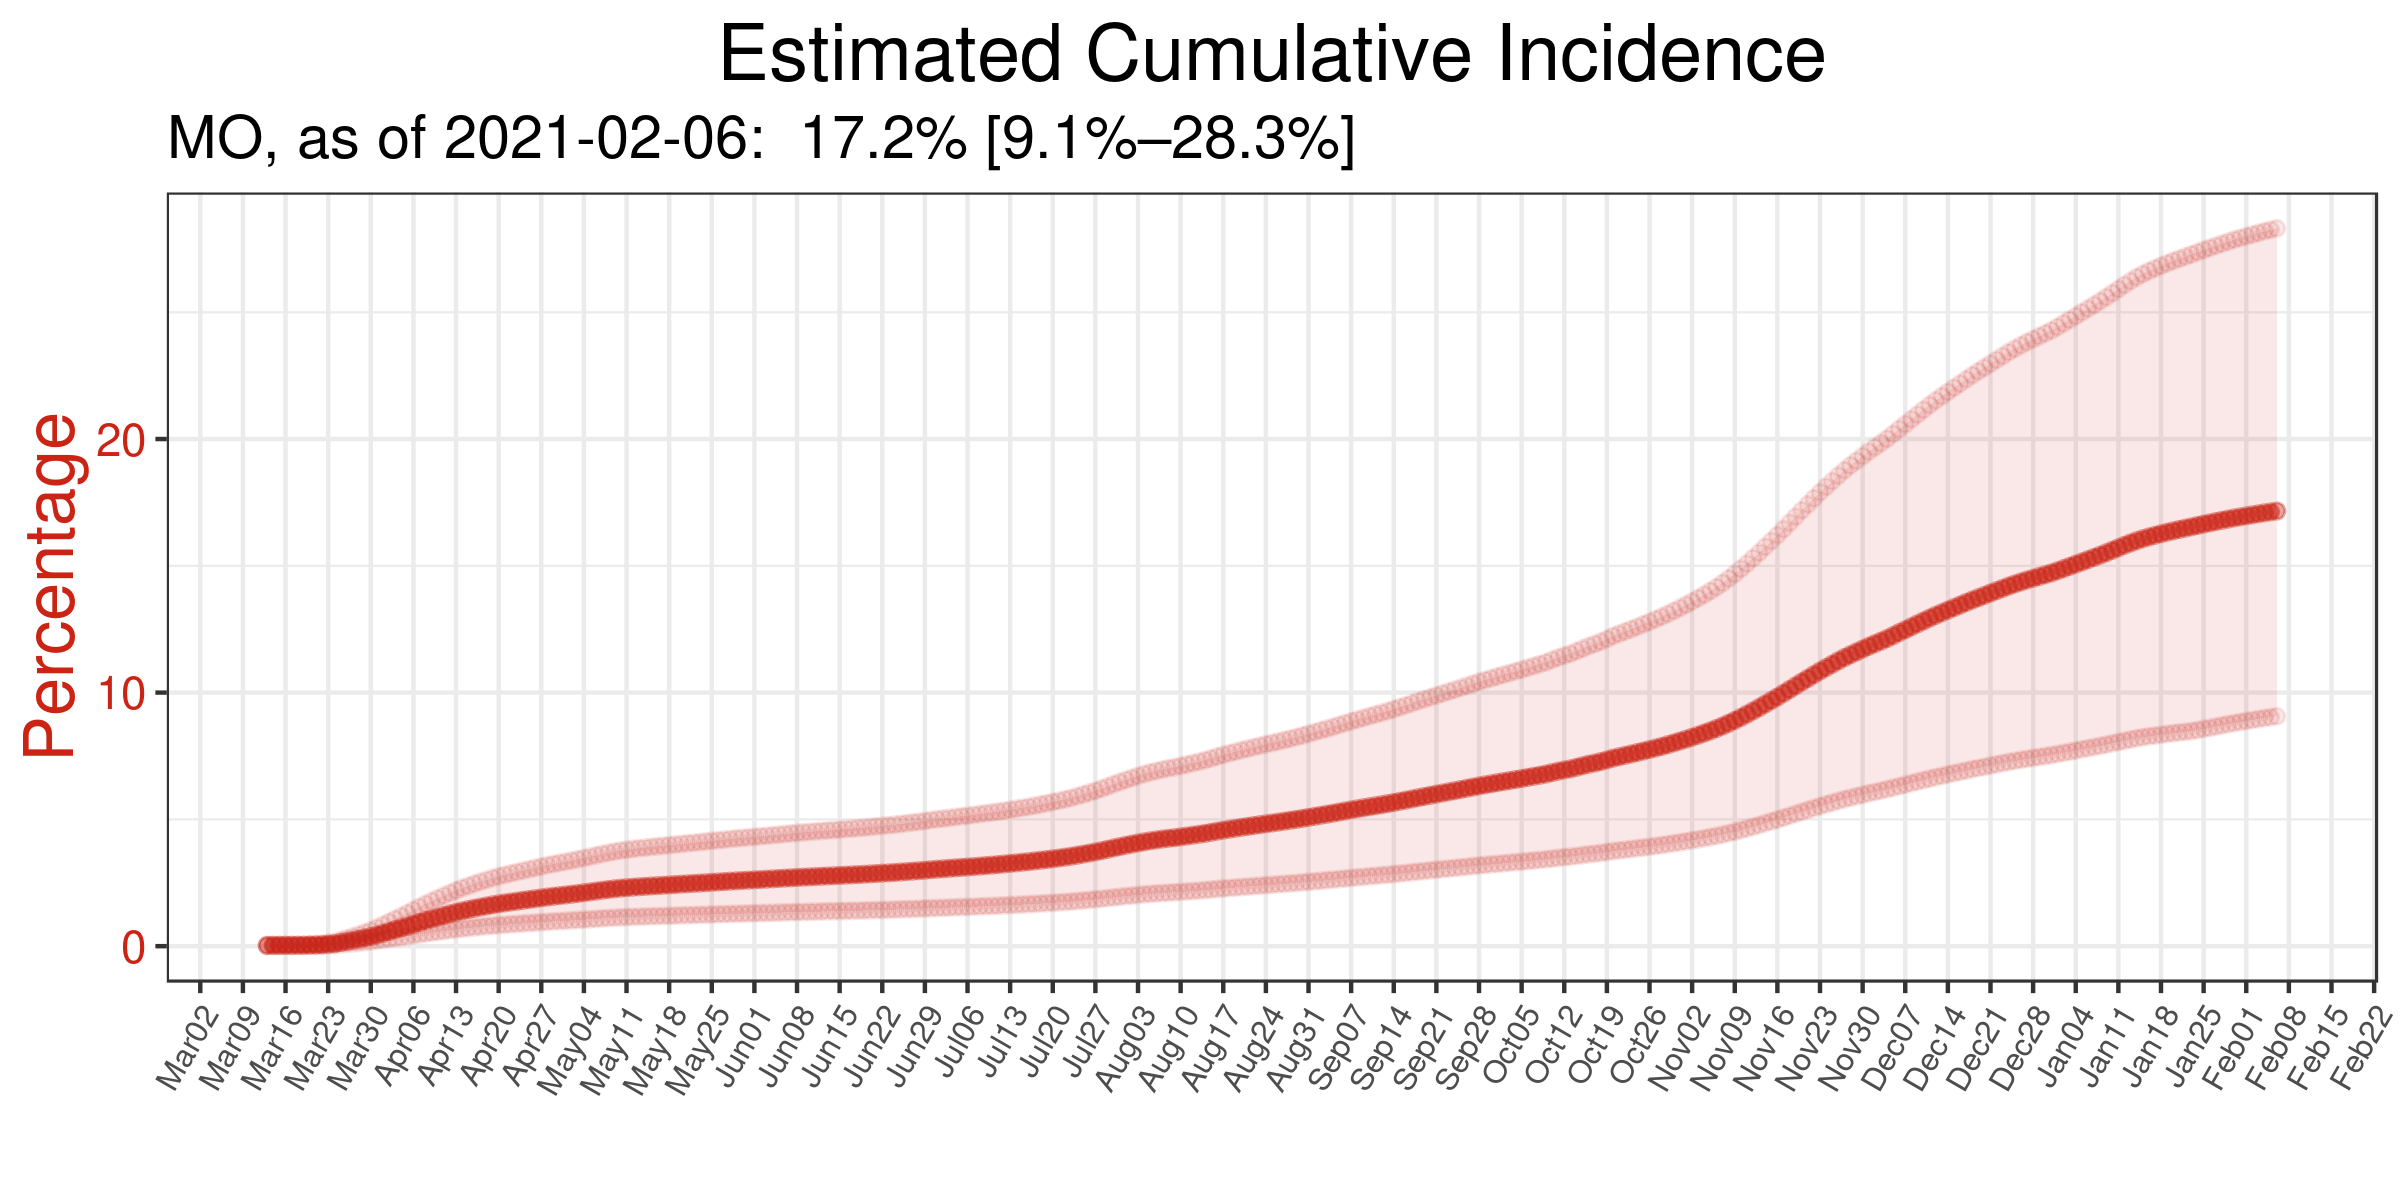 Estimated Cumulative Incidence
MO, as of 2021-02-06:  17.2% [9.1%–28.3%]
Percentage
20
10
0
Mar02
Mar09
Mar16
Mar23
Mar30
Apr06
Apr13
Apr20
Apr27
May04
May11
May18
May25
Jun01
Jun08
Jun15
Jun22
Jun29
Jul06
Jul13
Jul20
Jul27
Aug03
Aug10
Aug17
Aug24
Aug31
Sep07
Sep14
Sep21
Sep28
Oct05
Oct12
Oct19
Oct26
Nov02
Nov09
Nov16
Nov23
Nov30
Dec07
Dec14
Dec21
Dec28
Jan04
Jan11
Jan18
Jan25
Feb01
Feb08
Feb15
Feb22